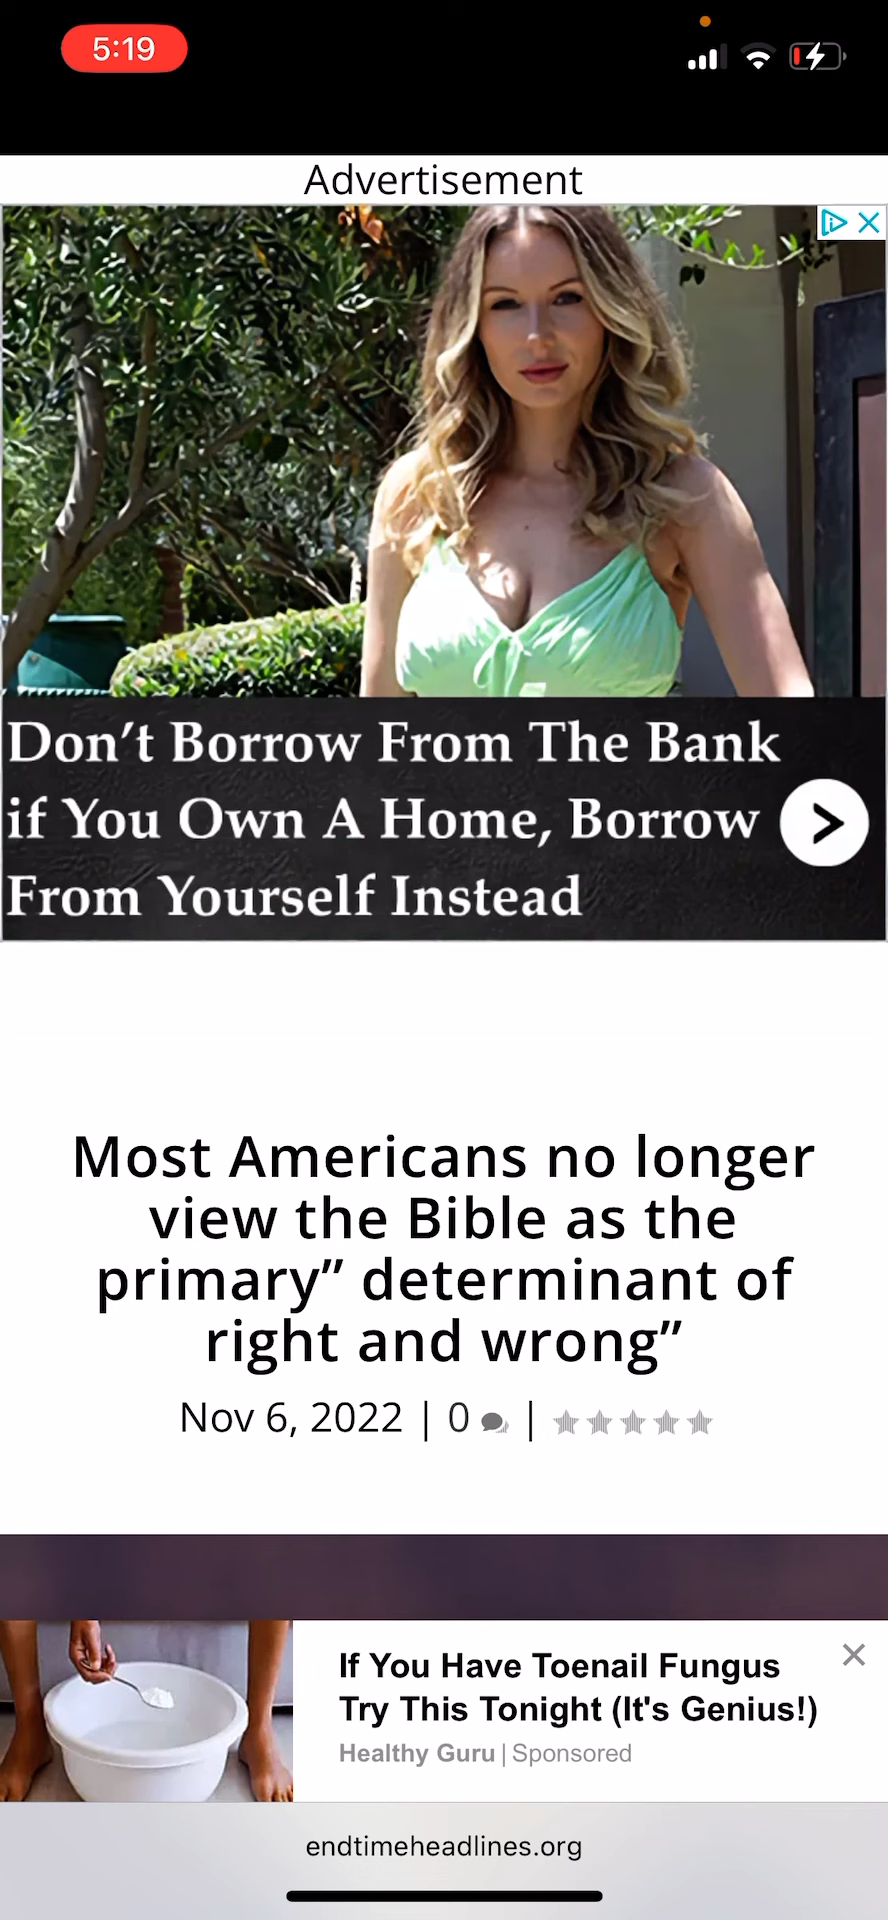 5:19
Advertisement
Don't Borrow From The Bank
if You Own A Home, Borrow
From Yourself Instead
Most Americans no longer
view the Bible as the
primary” determinant of
right and wrong”
Nov 6, 2022 | 0 |
If You Have Toenail Fungus
Try This Tonight (It's Genius!)
Healthy Guru | Sponsored
endtimeheadlines.org